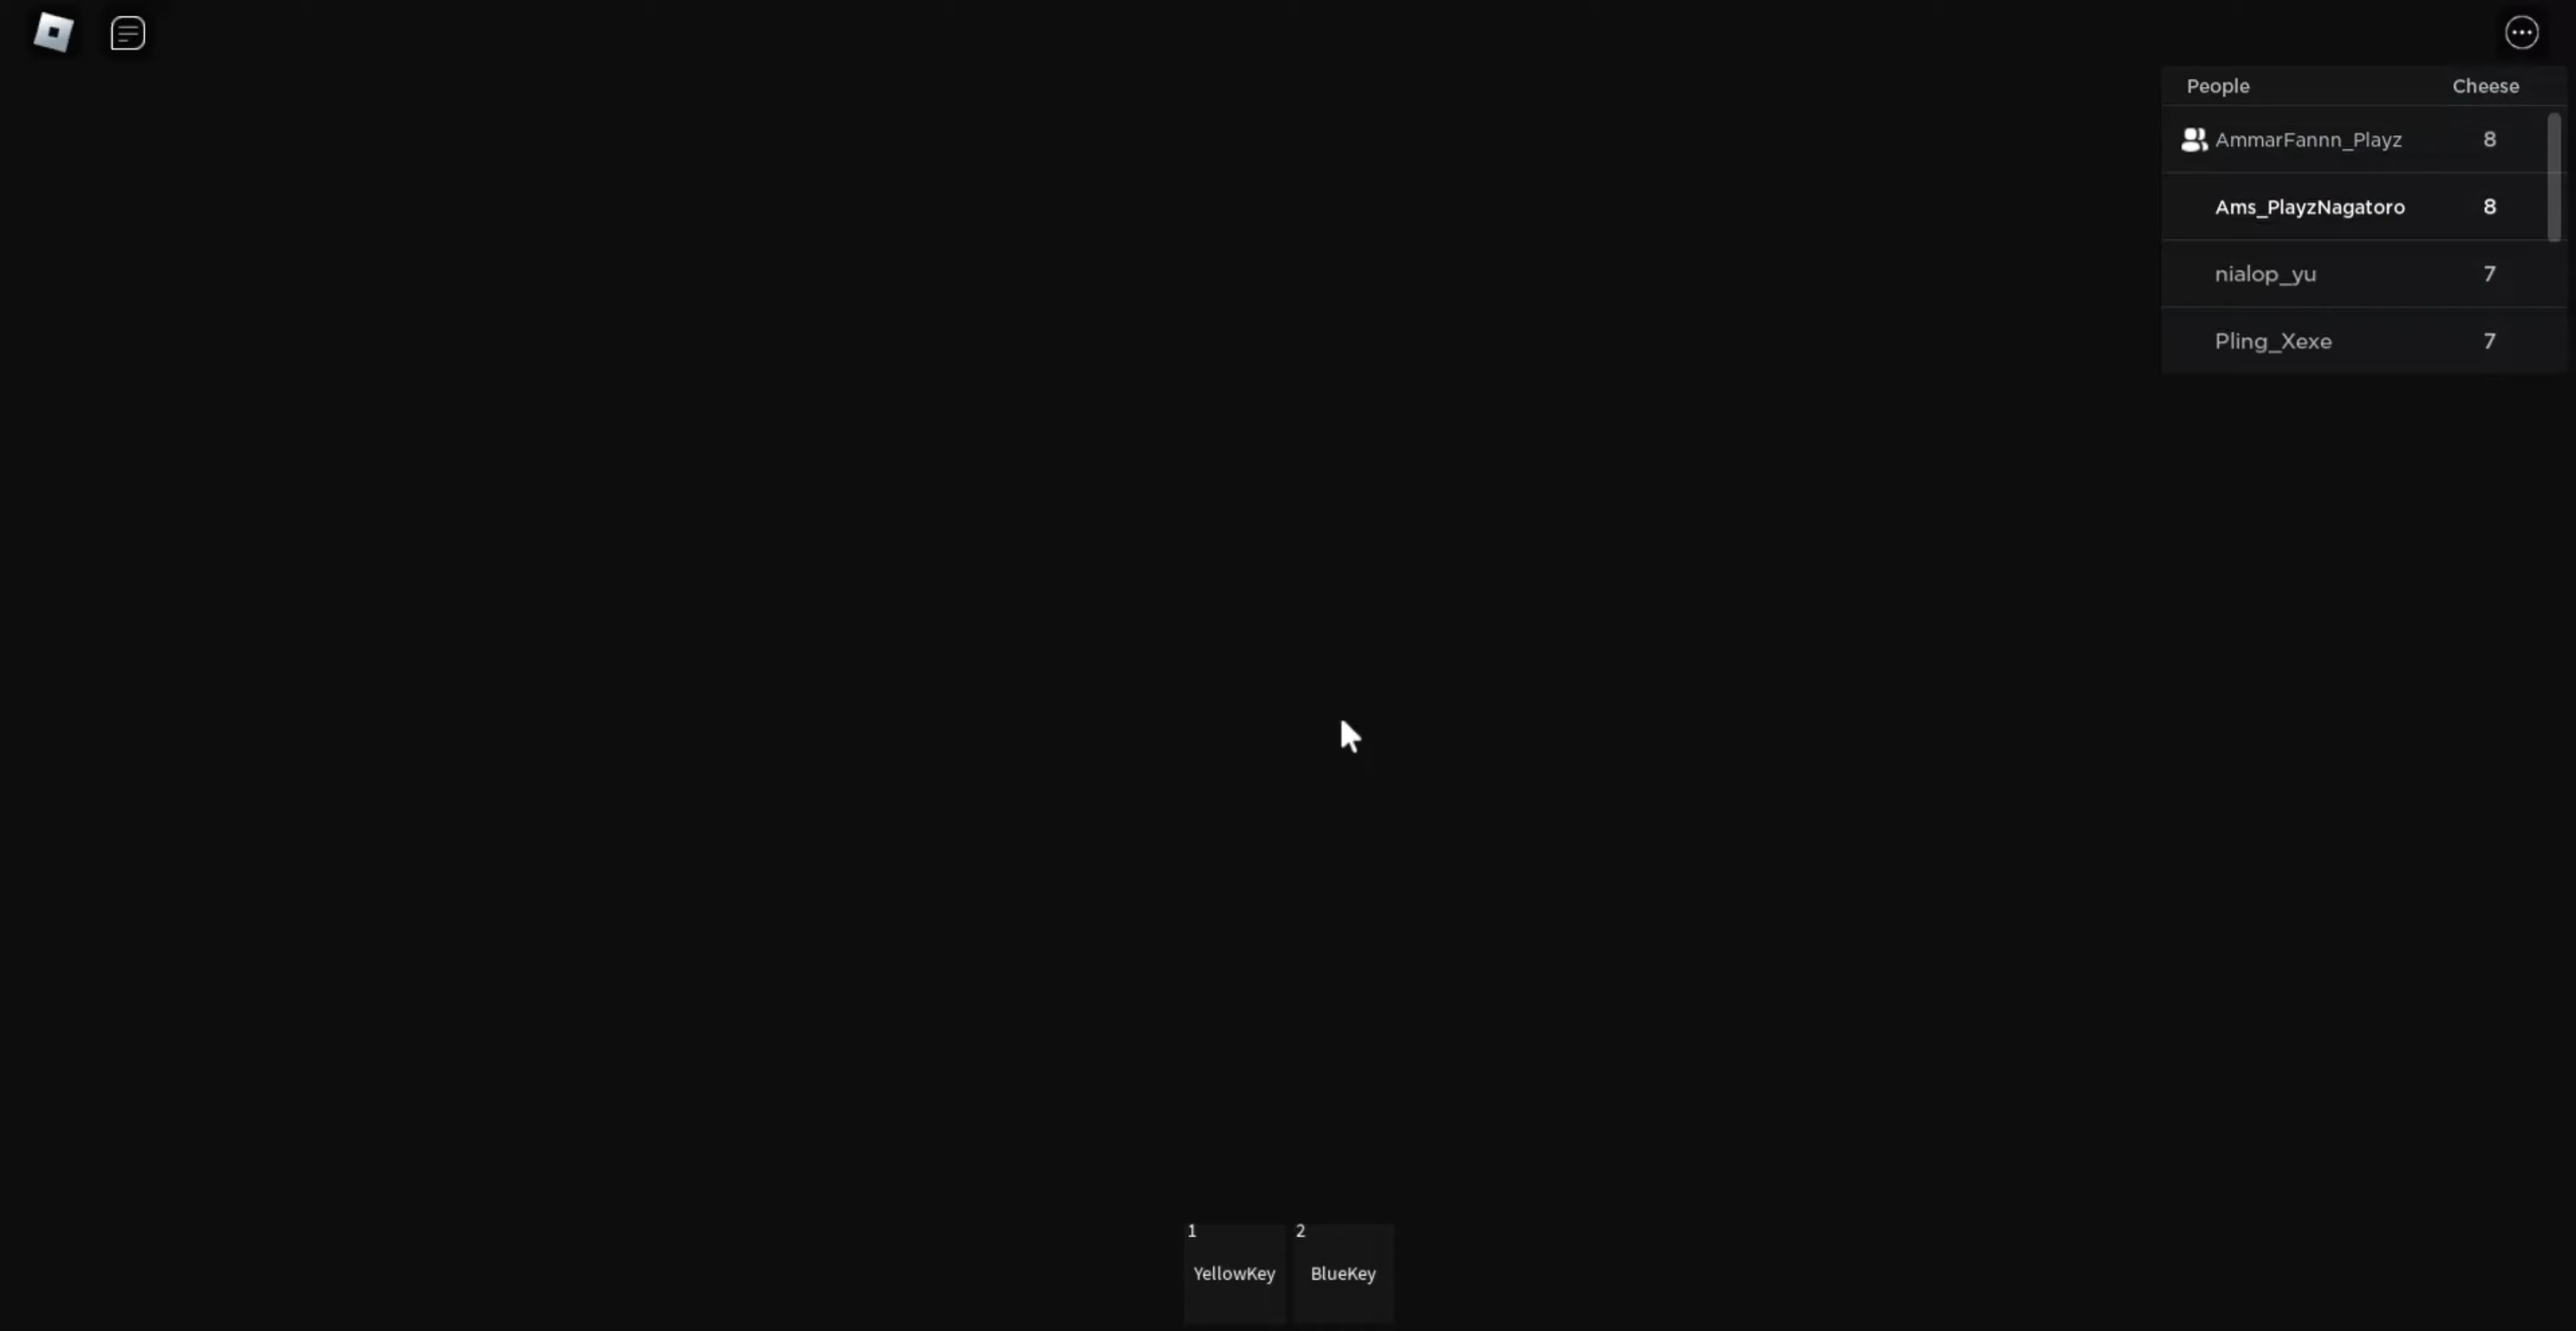 People Cheese
AmmarFannn_Playz 8
Ams_PlayzNagatoro 8
nialop_yu 7
Pling_Xexe 7
1 2
YellowKey BlueKey